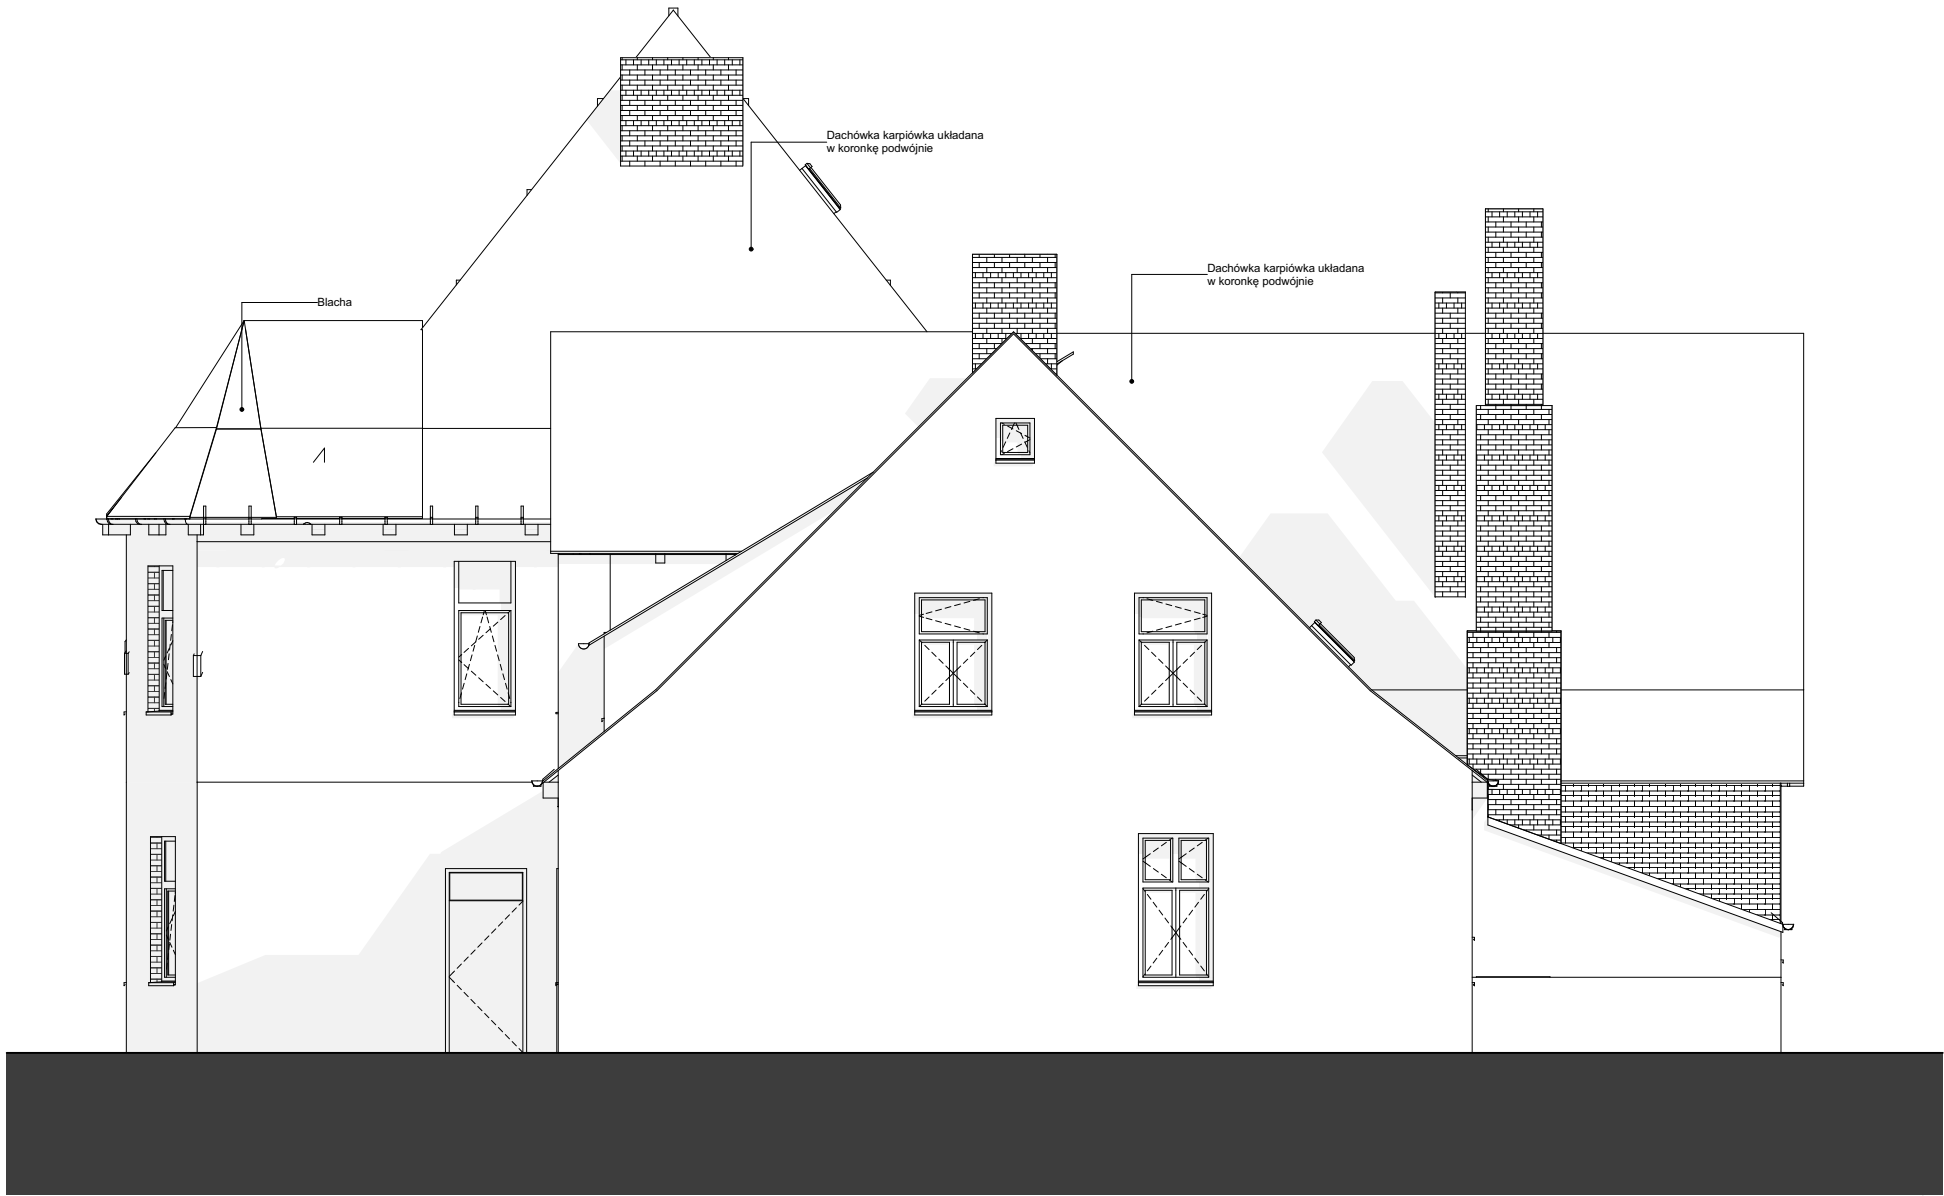 Dachówka karpiówka układana
w koronkę podwójnie
Dachówka karpiówka układana
w koronkę podwójnie
Blacha